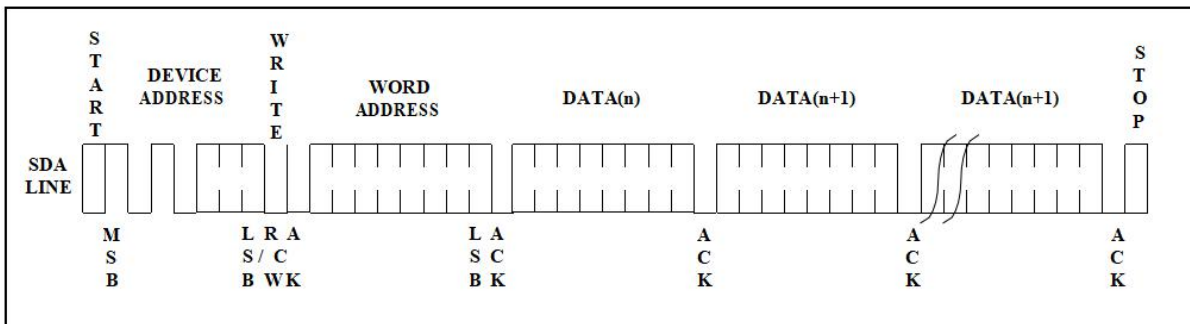 START
DEVICE
ADDRESS
WRITE
WORD
ADDRESS
DATA(n)
DATA(n+1)
DATA(n+1)
STOP
SDA
LINE
MSB
LSB
R/W
ACK
LSB
ACK
ACK
ACK
ACK